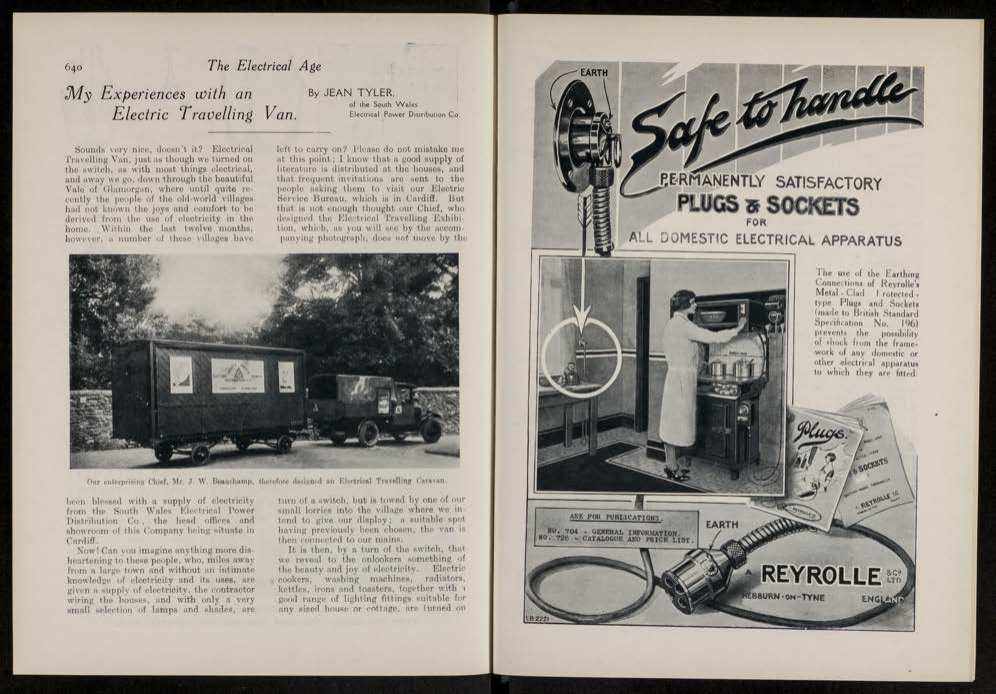 640
The Electrical Age
My Experiences with an
Electric Travelling Van.
By JEAN TYLER,
of the South Wales
Electrical Power Distribution Co.
Sounds very nice, doesn't it? Electrical
Travelling Van, just as though we turned on
the switch, as with most things electrical,
and away we go, down through the beautiful
Vale of Glamorgan, where until quite re-
cently the people of the old-world villages
had not known the joys and comfort to be
derived from the use of electricity in the
home. Within the last twelve months,
however, a number of these villages have
left to carry on? Please do not mistake me
at this point; I know that a good supply of
literature is distributed at the houses, and
that frequent invitations are sent to the
people asking them to visit our Electric
Service Bureau, which is in Cardiff. But
that is not enough thought our Chief, who
designed the Electrical Travelling Exhibi-
tion, which, as you will see by the accom-
panying photograph, does not move by the
Our enterprising Chief, Mr. J. W. Beauchamp, therefore designed an Electrical Travelling Caravan.
been blessed with a supply of electricity
from the South Wales Electrical Power
Distribution Co., the head offices and
showroom of this Company being situate in
Cardiff.
Now! Can you imagine anything more dis-
heartening to these people, who, miles away
from a large town and without an intimate
knowledge of electricity and its uses, are
given a supply of electricity, the contractor
wiring the houses, and with only a very
small selection of lamps and shades, are
turn of a switch, but is towed by one of our
small lorries into the village where we in-
tend to give our display; a suitable spot
having previously been chosen, the van is
then connected to our mains.
It is then, by a turn of the switch, that
we reveal to the onlookers something of
the beauty and joy of electricity. Electric
cookers, washing machines, radiators,
kettles, irons and toasters, together with a
good range of lighting fittings suitable for
any sized house or cottage, are turned on
EARTH
Safe to handle
PERMANENTLY SATISFACTORY
PLUGS & SOCKETS
FOR
ALL DOMESTIC ELECTRICAL APPARATUS
The use of the Earthing
Connections of Reyrolle's
Metal-Clad Protected-
type Plugs and Sockets
(made to British Standard
Specification No. 196)
prevents the possibility
of shock from the frame-
work of any domestic or
other electrical apparatus
to which they are fitted
Plugs.
& SOCKETS
REYROLLE
ASK FOR PUBLICATIONS.
NO. 704 - GENERAL INFORMATION.
NO. 726 - CATALOGUE AND PRICE LIST.
EARTH
A REYROLLE & CO LTD
HEBBURN-ON-TYNE ENGLAND